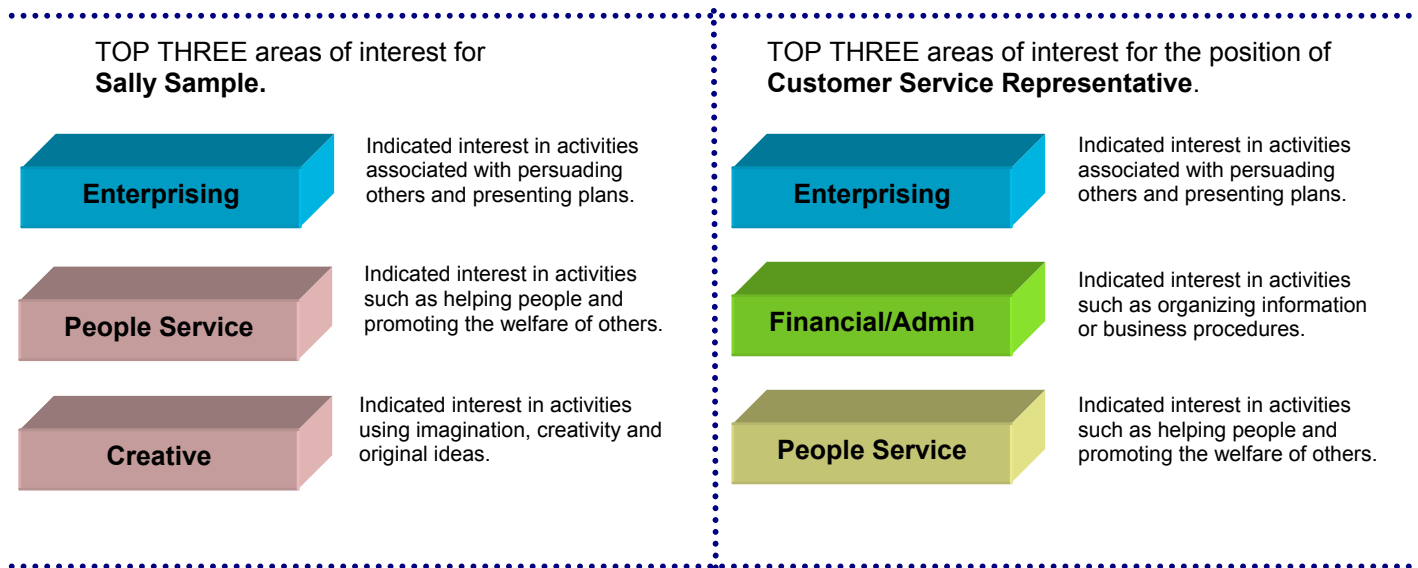 TOP THREE areas of interest for
Sally Sample.
Enterprising
Indicated interest in activities
associated with persuading
others and presenting plans.
People Service
Indicated interest in activities
such as helping people and
promoting the welfare of others.
Creative
Indicated interest in activities
using imagination, creativity and
original ideas.
TOP THREE areas of interest for the position of
Customer Service Representative.
Enterprising
Indicated interest in activities
associated with persuading
others and presenting plans.
Financial/Admin
Indicated interest in activities
such as organizing information
or business procedures.
People Service
Indicated interest in activities
such as helping people and
promoting the welfare of others.